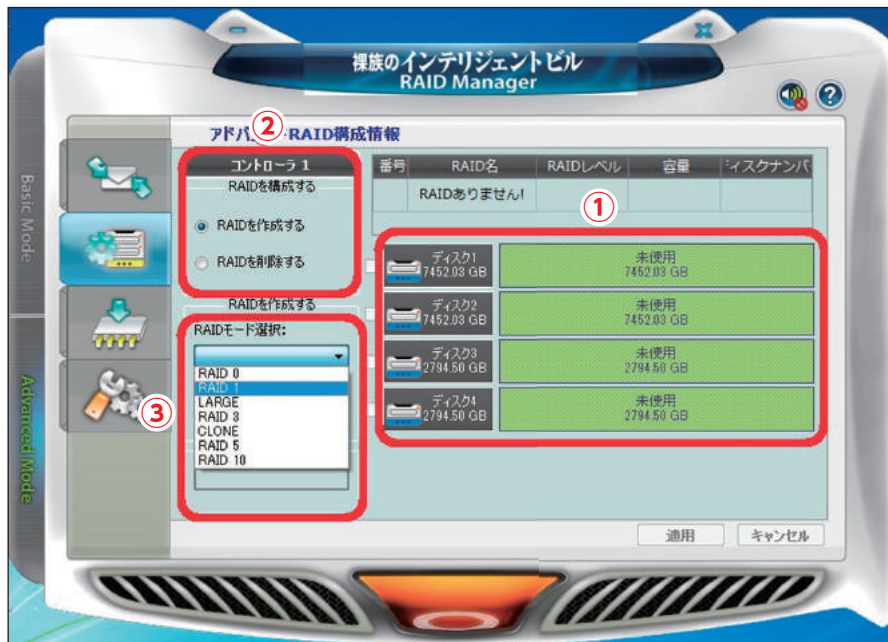 裸族のインテリジェントビル
RAID Manager
Basic Mode
Advanced Mode
RAID構成情報
②
コントローラ 1
RAIDを構成する
RAIDを作成する
RAIDを削除する
番号 RAID名 RAIDレベル 容量 ィスクナンバ
RAIDありません!
①
ディスク1
7452.03 GB
未使用
7452.03 GB
ディスク2
7452.03 GB
未使用
7452.03 GB
ディスク3
2794.50 GB
未使用
2794.50 GB
ディスク4
2794.50 GB
未使用
2794.50 GB
RAIDを作成する
RAIDモード選択:
RAID 0
RAID 1
LARGE
RAID 3
CLONE
RAID 5
RAID 10
③
適用
キャンセル